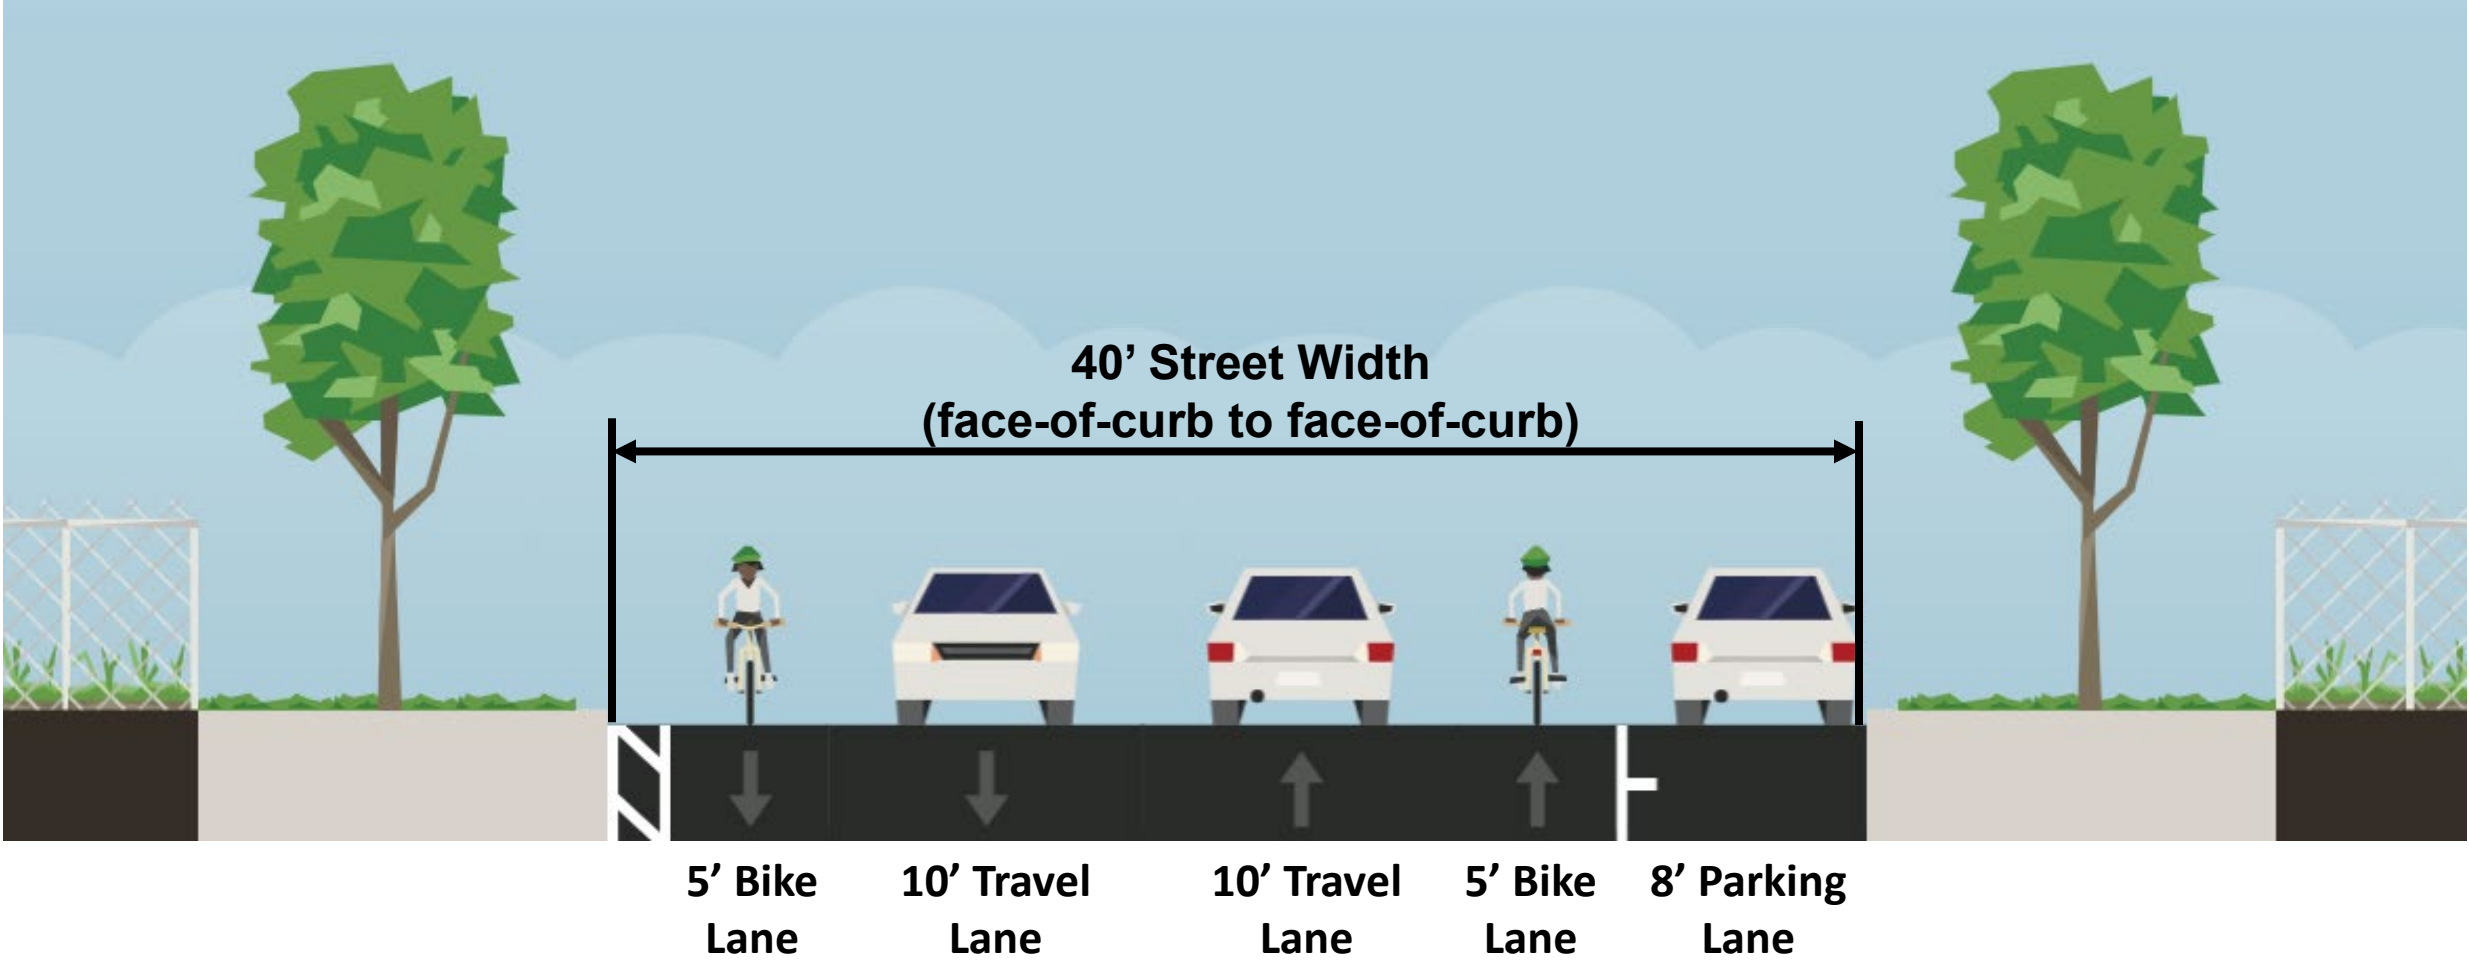 40’ Street Width
(face-of-curb to face-of-curb)
5’ Bike Lane
10’ Travel Lane
10’ Travel Lane
5’ Bike Lane
8’ Parking Lane